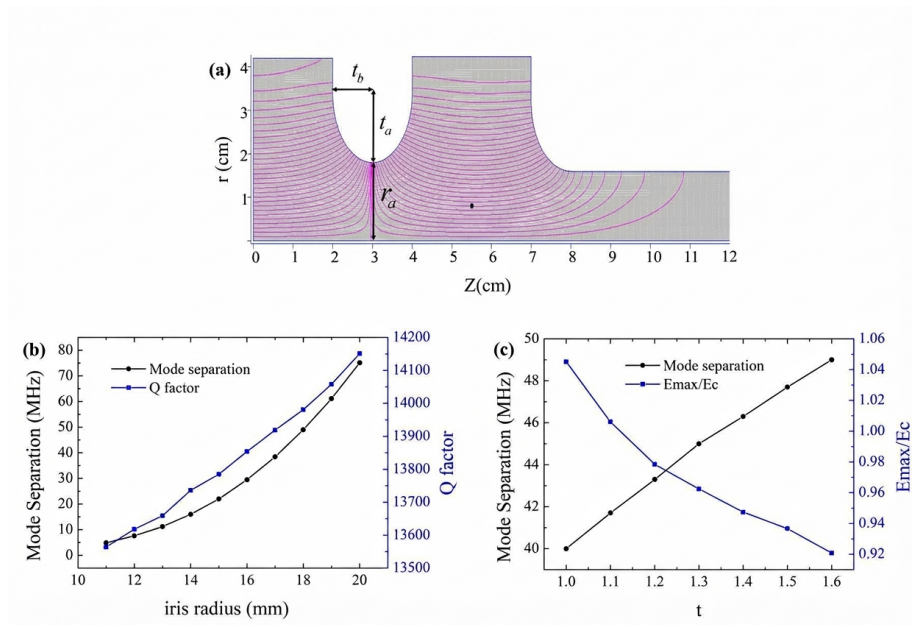 (a)
t_b
t_a
r_a
r (cm)
4
3
2
1
0 1 2 3 4 5 6 7 8 9 10 11 12
Z(cm)
(b)
Mode separation
Q factor
Mode Separation (MHz)
80
70
60
50
40
30
20
10
0
14200
14100
14000
13900
13800
13700
13600
13500
Q factor
10 12 14 16 18 20
iris radius (mm)
(c)
Mode separation
Emax/Ec
Mode Separation (MHz)
50
48
46
44
42
40
1.06
1.04
1.02
1.00
0.98
0.96
0.94
0.92
Emax/Ec
1.0 1.1 1.2 1.3 1.4 1.5 1.6
t